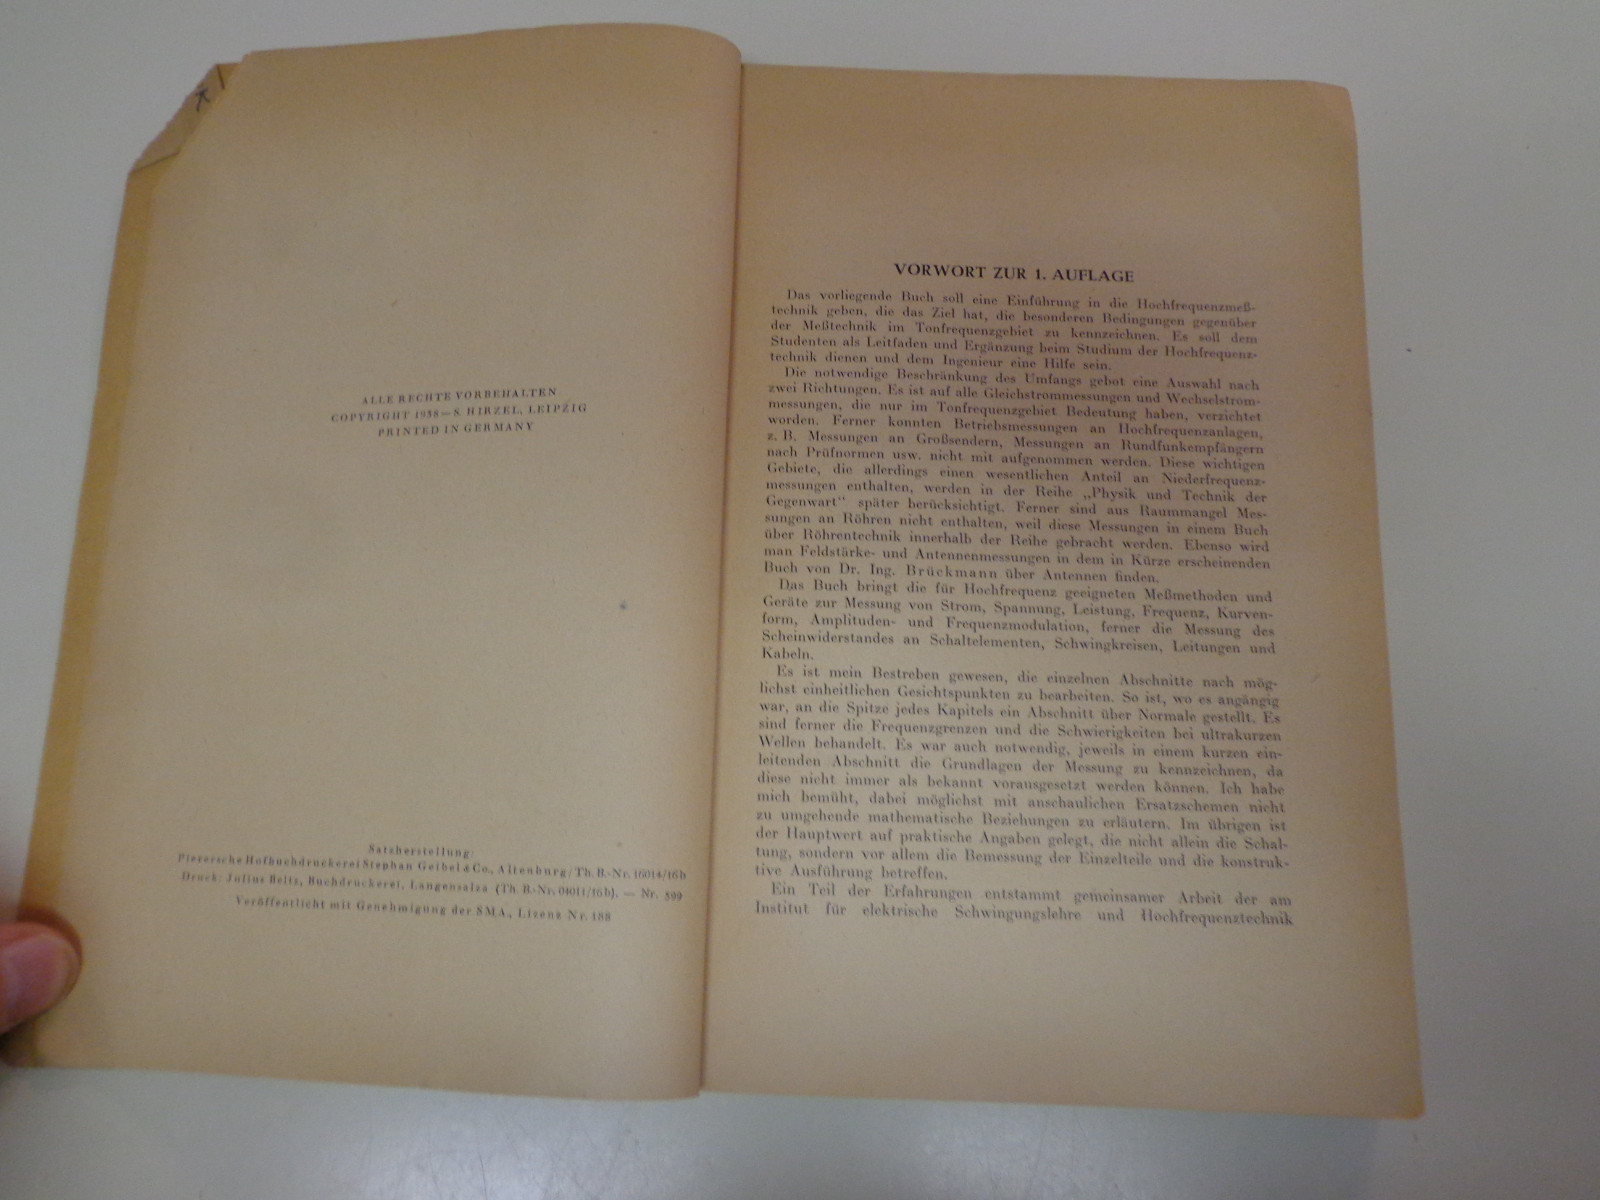 ALLE RECHTE VORBEHALTEN
COPYRIGHT 1938 — S. HIRZEL, LEIPZIG
PRINTED IN GERMANY
Satzherstellung:
Pierersche Hofbuchdruckerei Stephan Geibel & Co., Altenburg/Th. B.-Nr. 16014/16b
Druck: Julius Beltz, Buchdruckerei, Langensalza (Th. B.-Nr. 04011/16b). — Nr. 399
Veröffentlicht mit Genehmigung der SMA., Lizenz Nr. 188
VORWORT ZUR 1. AUFLAGE
Das vorliegende Buch soll eine Einführung in die Hochfrequenzmeß-
technik geben, die das Ziel hat, die besonderen Bedingungen gegenüber
der Meßtechnik im Tonfrequenzgebiet zu kennzeichnen. Es soll dem
Studenten als Leitfaden und Ergänzung beim Studium der Hochfrequenz-
technik dienen und dem Ingenieur eine Hilfe sein.
Die notwendige Beschränkung des Umfangs gebot eine Auswahl nach
zwei Richtungen. Es ist auf alle Gleichstrommessungen und Wechselstrom-
messungen, die nur im Tonfrequenzgebiet Bedeutung haben, verzichtet
worden. Ferner konnten Betriebsmessungen an Hochfrequenzanlagen,
z. B. Messungen an Großsendern, Messungen an Rundfunkempfängern
nach Prüfnormen usw. nicht mit aufgenommen werden. Diese wichtigen
Gebiete, die allerdings einen wesentlichen Anteil an Niederfrequenz-
messungen enthalten, werden in der Reihe „Physik und Technik der
Gegenwart“ später berücksichtigt. Ferner sind aus Raummangel Mes-
sungen an Röhren nicht enthalten, weil diese Messungen in einem Buch
über Röhrentechnik innerhalb der Reihe gebracht werden. Ebenso wird
man Feldstärke- und Antennenmessungen in dem in Kürze erscheinenden
Buch von Dr. Ing. Brückmann über Antennen finden.
Das Buch bringt die für Hochfrequenz geeigneten Meßmethoden und
Geräte zur Messung von Strom, Spannung, Leistung, Frequenz, Kurven-
form, Amplituden- und Frequenzmodulation, ferner die Messung des
Scheinwiderstandes an Schaltelementen, Schwingkreisen, Leitungen und
Kabeln.
Es ist mein Bestreben gewesen, die einzelnen Abschnitte nach mög-
lichst einheitlichen Gesichtspunkten zu bearbeiten. So ist, wo es angängig
war, an die Spitze jedes Kapitels ein Abschnitt über Normale gestellt. Es
sind ferner die Frequenzgrenzen und die Schwierigkeiten bei ultrakurzen
Wellen behandelt. Es war auch notwendig, jeweils in einem kurzen ein-
leitenden Abschnitt die Grundlagen der Messung zu kennzeichnen, da
diese nicht immer als bekannt vorausgesetzt werden können. Ich habe
mich bemüht, dabei möglichst mit anschaulichen Ersatzschemen nicht
zu umgehende mathematische Beziehungen zu erläutern. Im übrigen ist
der Hauptwert auf praktische Angaben gelegt, die nicht allein die Schal-
tung, sondern vor allem die Bemessung der Einzelteile und die konstruk-
tive Ausführung betreffen.
Ein Teil der Erfahrungen entstammt gemeinsamer Arbeit der am
Institut für elektrische Schwingungslehre und Hochfrequenztechnik